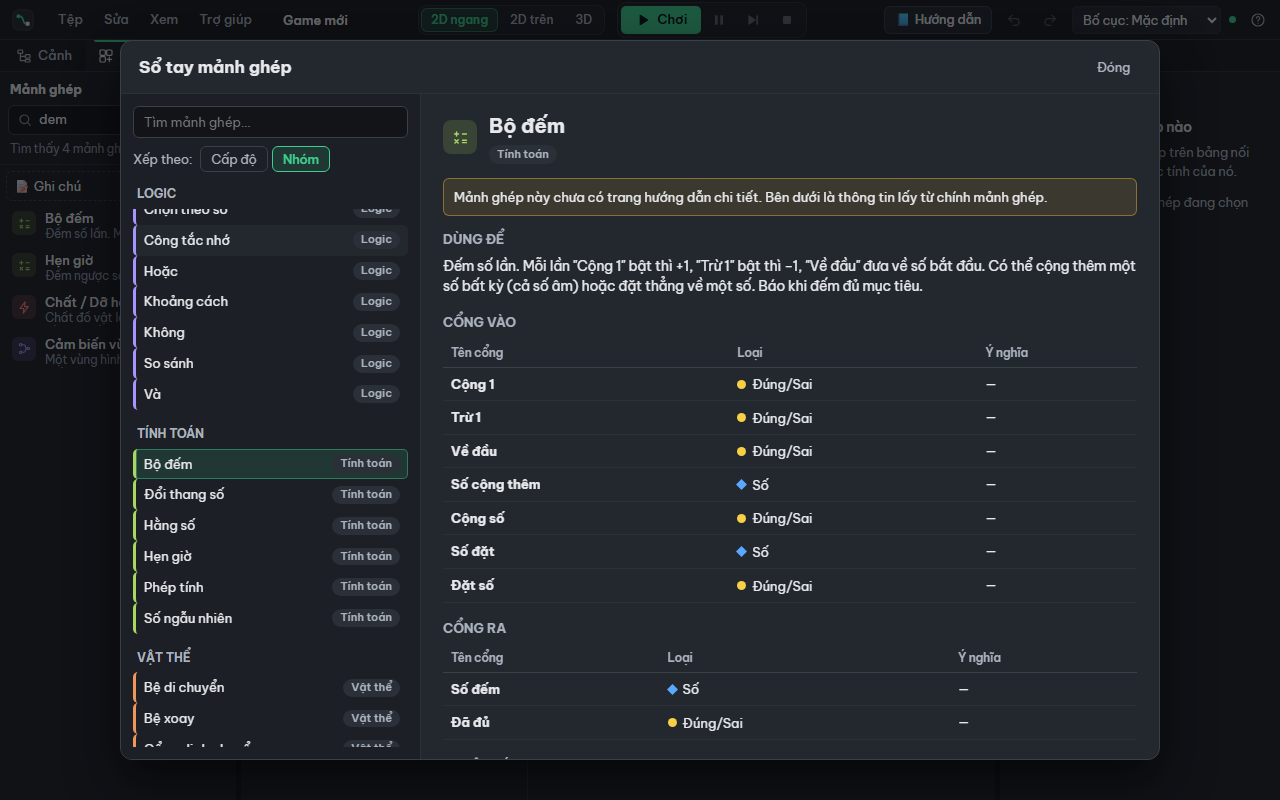 Tệp Sửa Xem Trợ giúp Game mới 2D ngang 2D trên 3D Chơi Hướng dẫn Bố cục: Mặc định
Cảnh
Mảnh ghép
dem
Tìm thấy 4 mảnh gh
Ghi chú
Bộ đếm
Đếm số lần. M
Hẹn giờ
Đếm ngược số
Chất / Dỡ h
Chất đồ vật l
Cảm biến vù
Một vùng hình
Sổ tay mảnh ghép
Đóng
Tìm mảnh ghép...
Xếp theo: Cấp độ Nhóm
LOGIC
Chọn theo số Logic
Công tắc nhớ Logic
Hoặc Logic
Khoảng cách Logic
Không Logic
So sánh Logic
Và Logic
TÍNH TOÁN
Bộ đếm Tính toán
Đổi thang số Tính toán
Hằng số Tính toán
Hẹn giờ Tính toán
Phép tính Tính toán
Số ngẫu nhiên Tính toán
VẬT THỂ
Bệ di chuyển Vật thể
Bệ xoay Vật thể
Vật thể
Bộ đếm
Tính toán
Mảnh ghép này chưa có trang hướng dẫn chi tiết. Bên dưới là thông tin lấy từ chính mảnh ghép.
DÙNG ĐỂ
Đếm số lần. Mỗi lần "Cộng 1" bật thì +1, "Trừ 1" bật thì −1, "Về đầu" đưa về số bắt đầu. Có thể cộng thêm một
số bất kỳ (cả số âm) hoặc đặt thẳng về một số. Báo khi đếm đủ mục tiêu.
CỔNG VÀO
Tên cổng Loại Ý nghĩa
Cộng 1 Đúng/Sai —
Trừ 1 Đúng/Sai —
Về đầu Đúng/Sai —
Số cộng thêm Số —
Cộng số Đúng/Sai —
Số đặt Số —
Đặt số Đúng/Sai —
CỔNG RA
Tên cổng Loại Ý nghĩa
Số đếm Số —
Đã đủ Đúng/Sai —
nào
trên bảng nối
tính của nó.
hép đang chọn